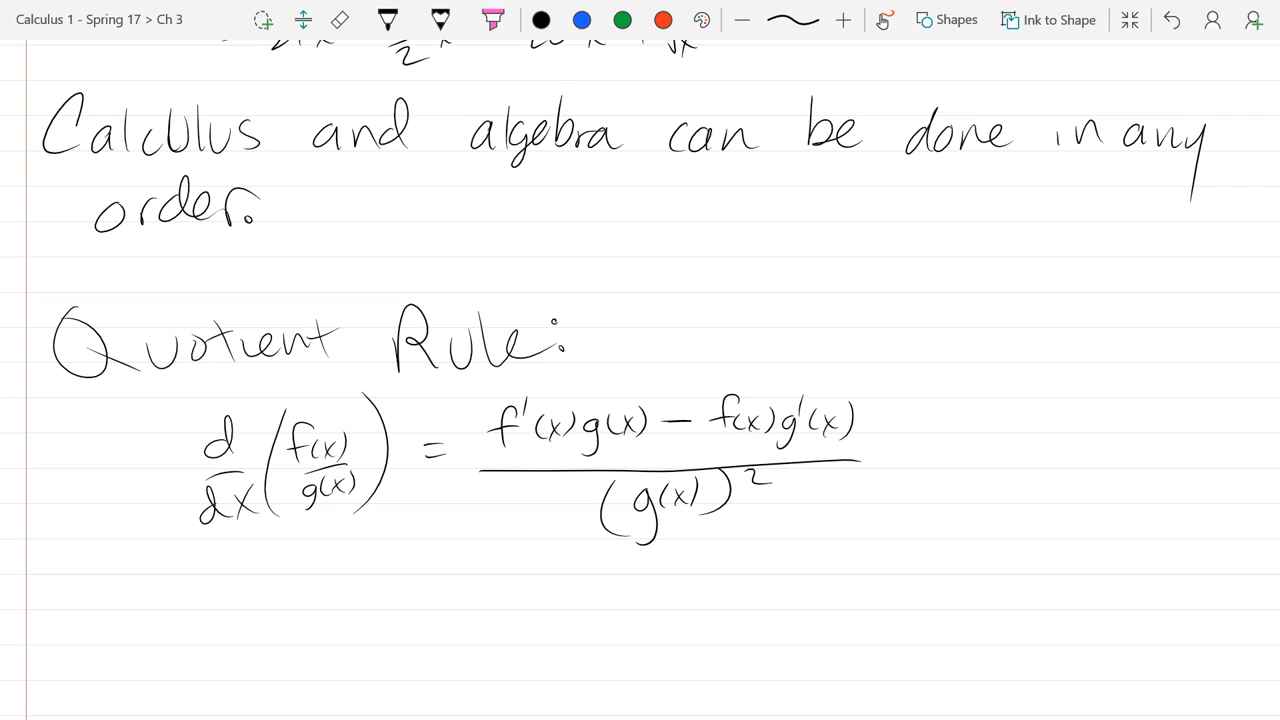 Calculus 1 - Spring 17 > Ch 3
Shapes
Ink to Shape
Calculus and algebra can be done in any
order.
Quotient Rule:
d/dx (f(x)/g(x)) = (f'(x)g(x) - f(x)g'(x))/(g(x))²